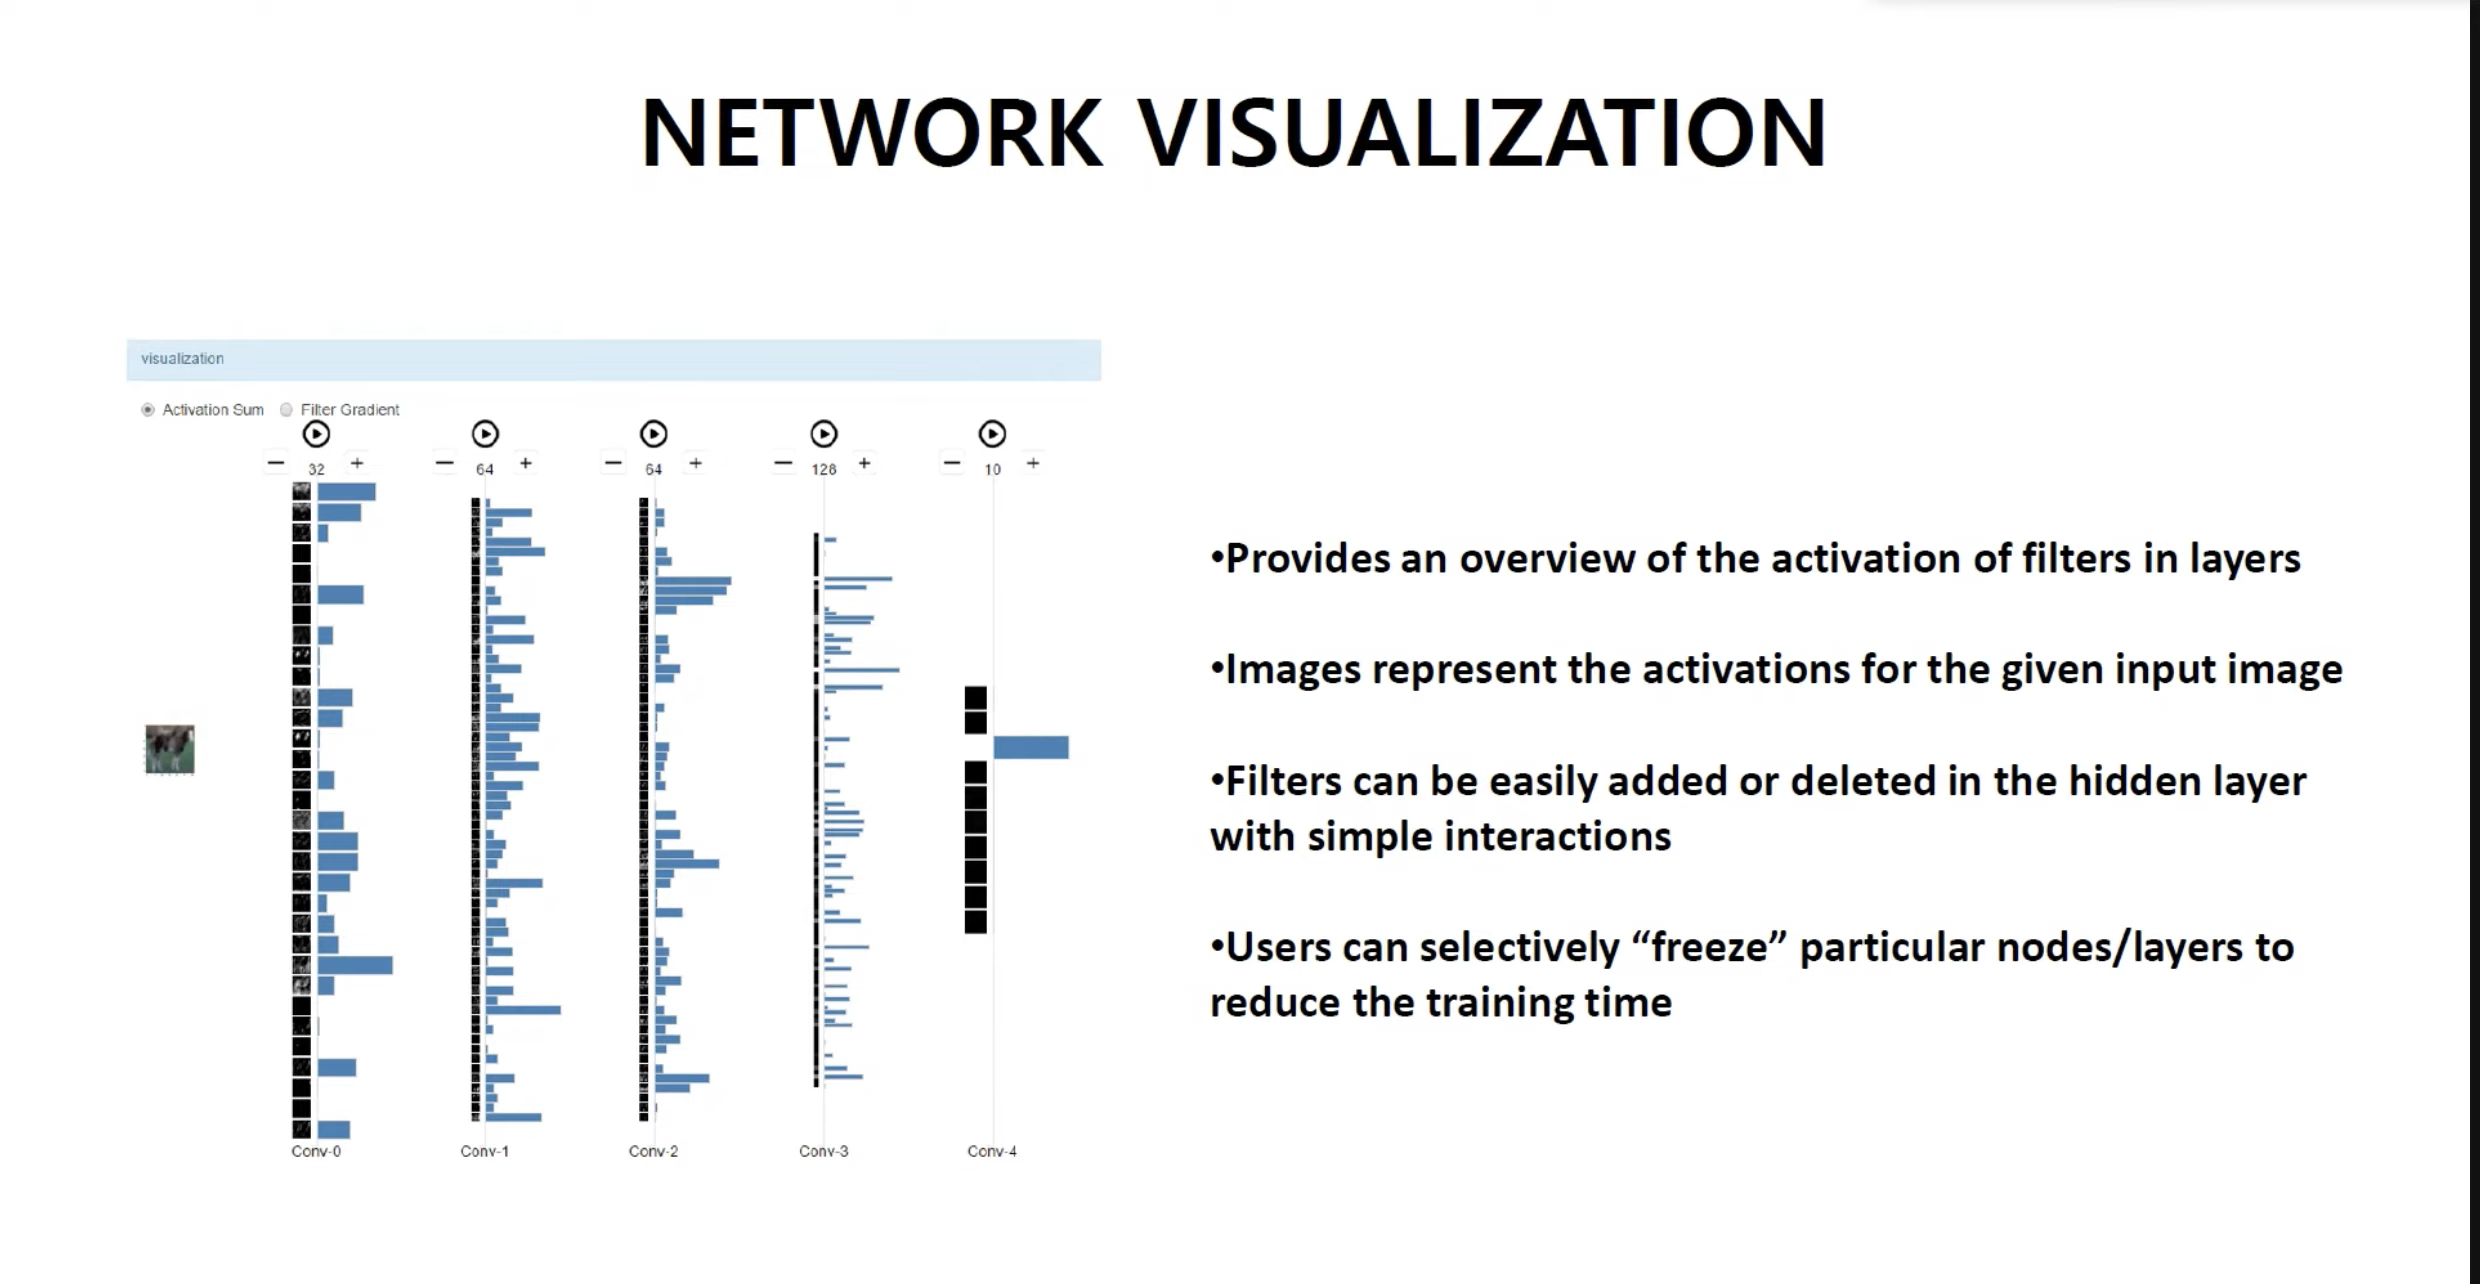 NETWORK VISUALIZATION
visualization
Activation Sum Filter Gradient
32 64 64 128 10
Conv-0 Conv-1 Conv-2 Conv-3 Conv-4
•Provides an overview of the activation of filters in layers
•Images represent the activations for the given input image
•Filters can be easily added or deleted in the hidden layer
with simple interactions
•Users can selectively “freeze” particular nodes/layers to
reduce the training time